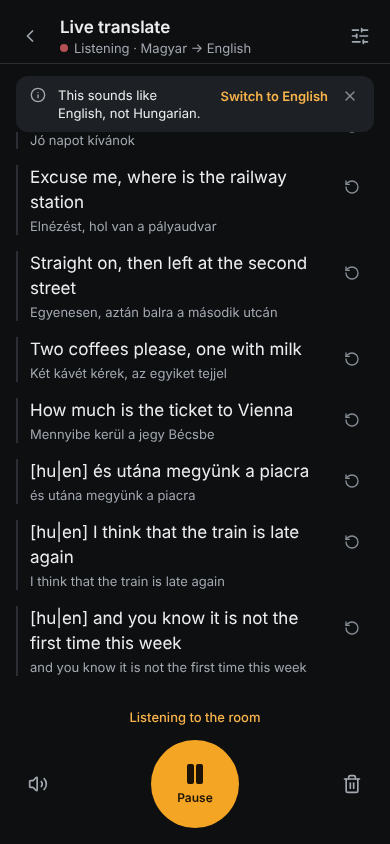 Live translate
Listening · Magyar → English
This sounds like
English, not Hungarian.
Switch to English
Jó napot kívánok
Excuse me, where is the railway
station
Elnézést, hol van a pályaudvar
Straight on, then left at the second
street
Egyenesen, aztán balra a második utcán
Two coffees please, one with milk
Két kávét kérek, az egyiket tejjel
How much is the ticket to Vienna
Mennyibe kerül a jegy Bécsbe
[hu|en] és utána megyünk a piacra
és utána megyünk a piacra
[hu|en] I think that the train is late
again
I think that the train is late again
[hu|en] and you know it is not the
first time this week
and you know it is not the first time this week
Listening to the room
Pause